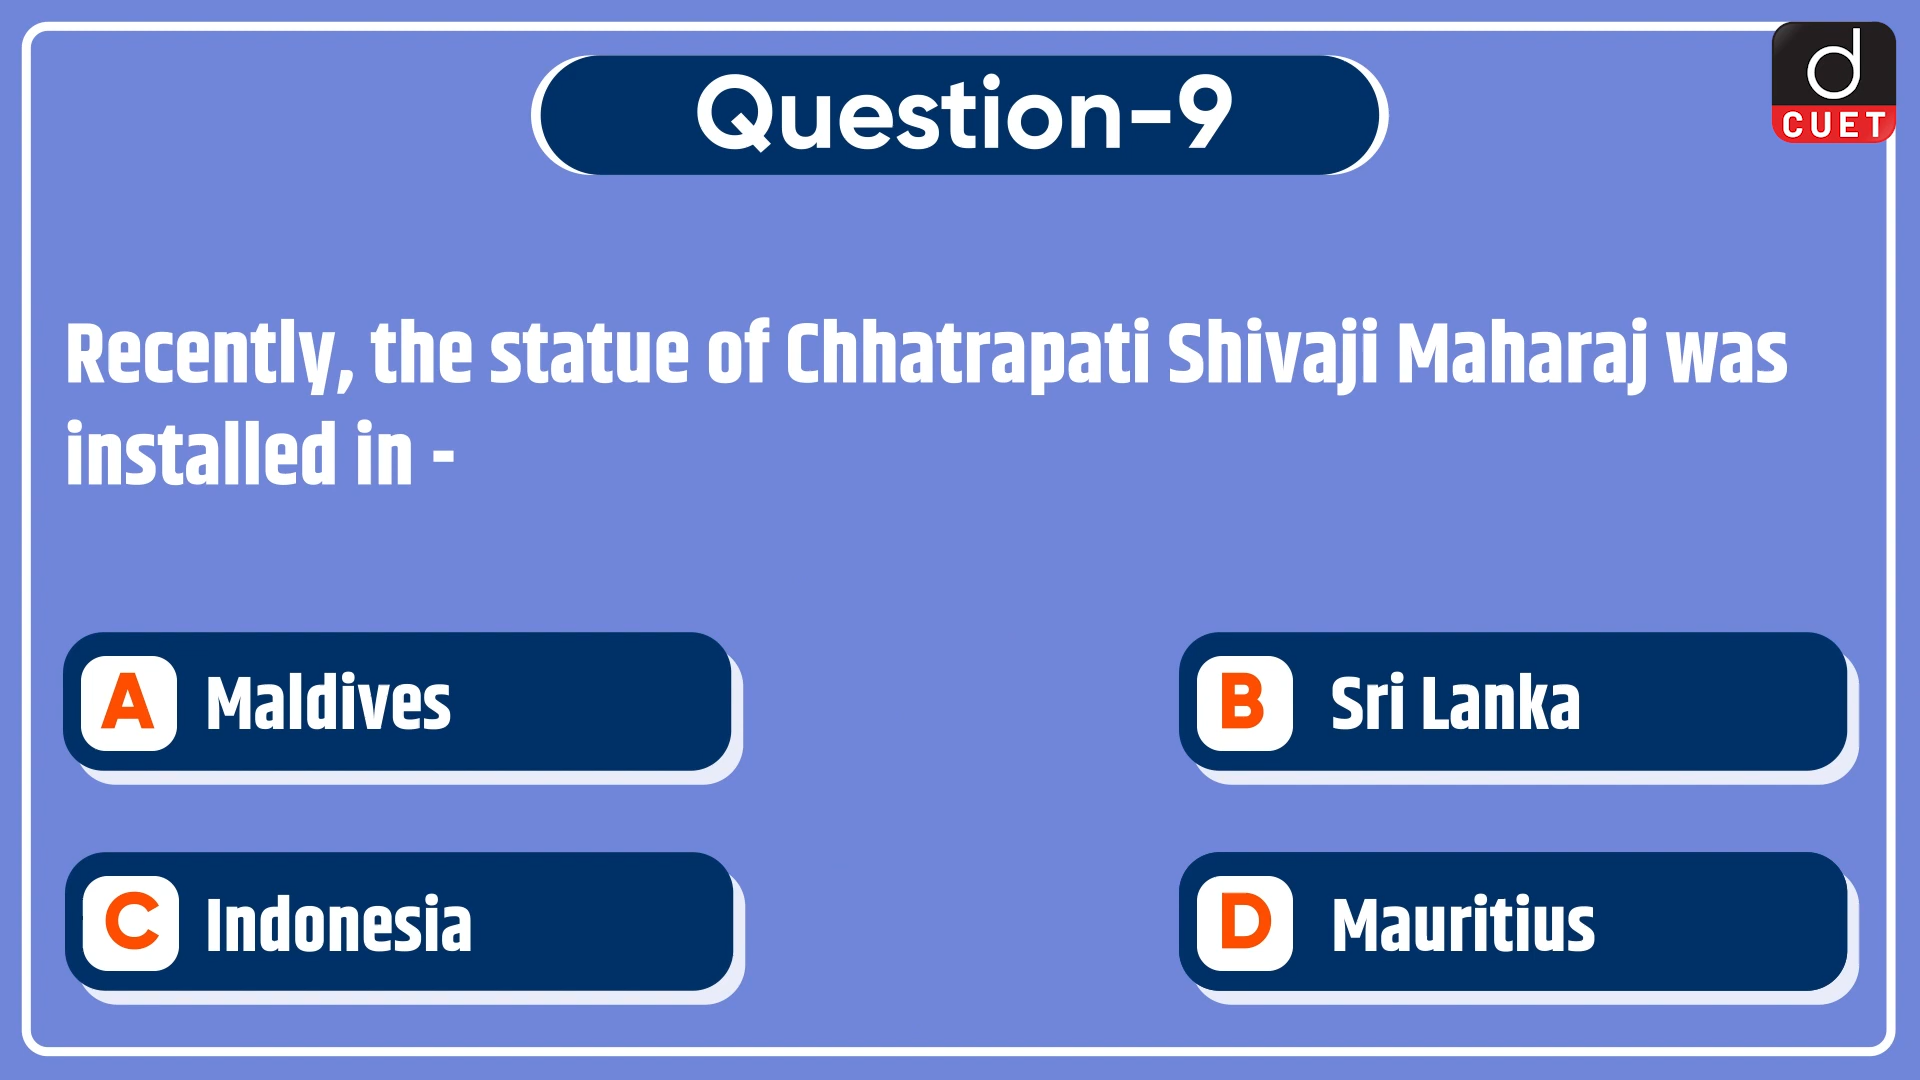 d
CUET
Question-9
Recently, the statue of Chhatrapati Shivaji Maharaj was
installed in -
A Maldives
B Sri Lanka
C Indonesia
D Mauritius